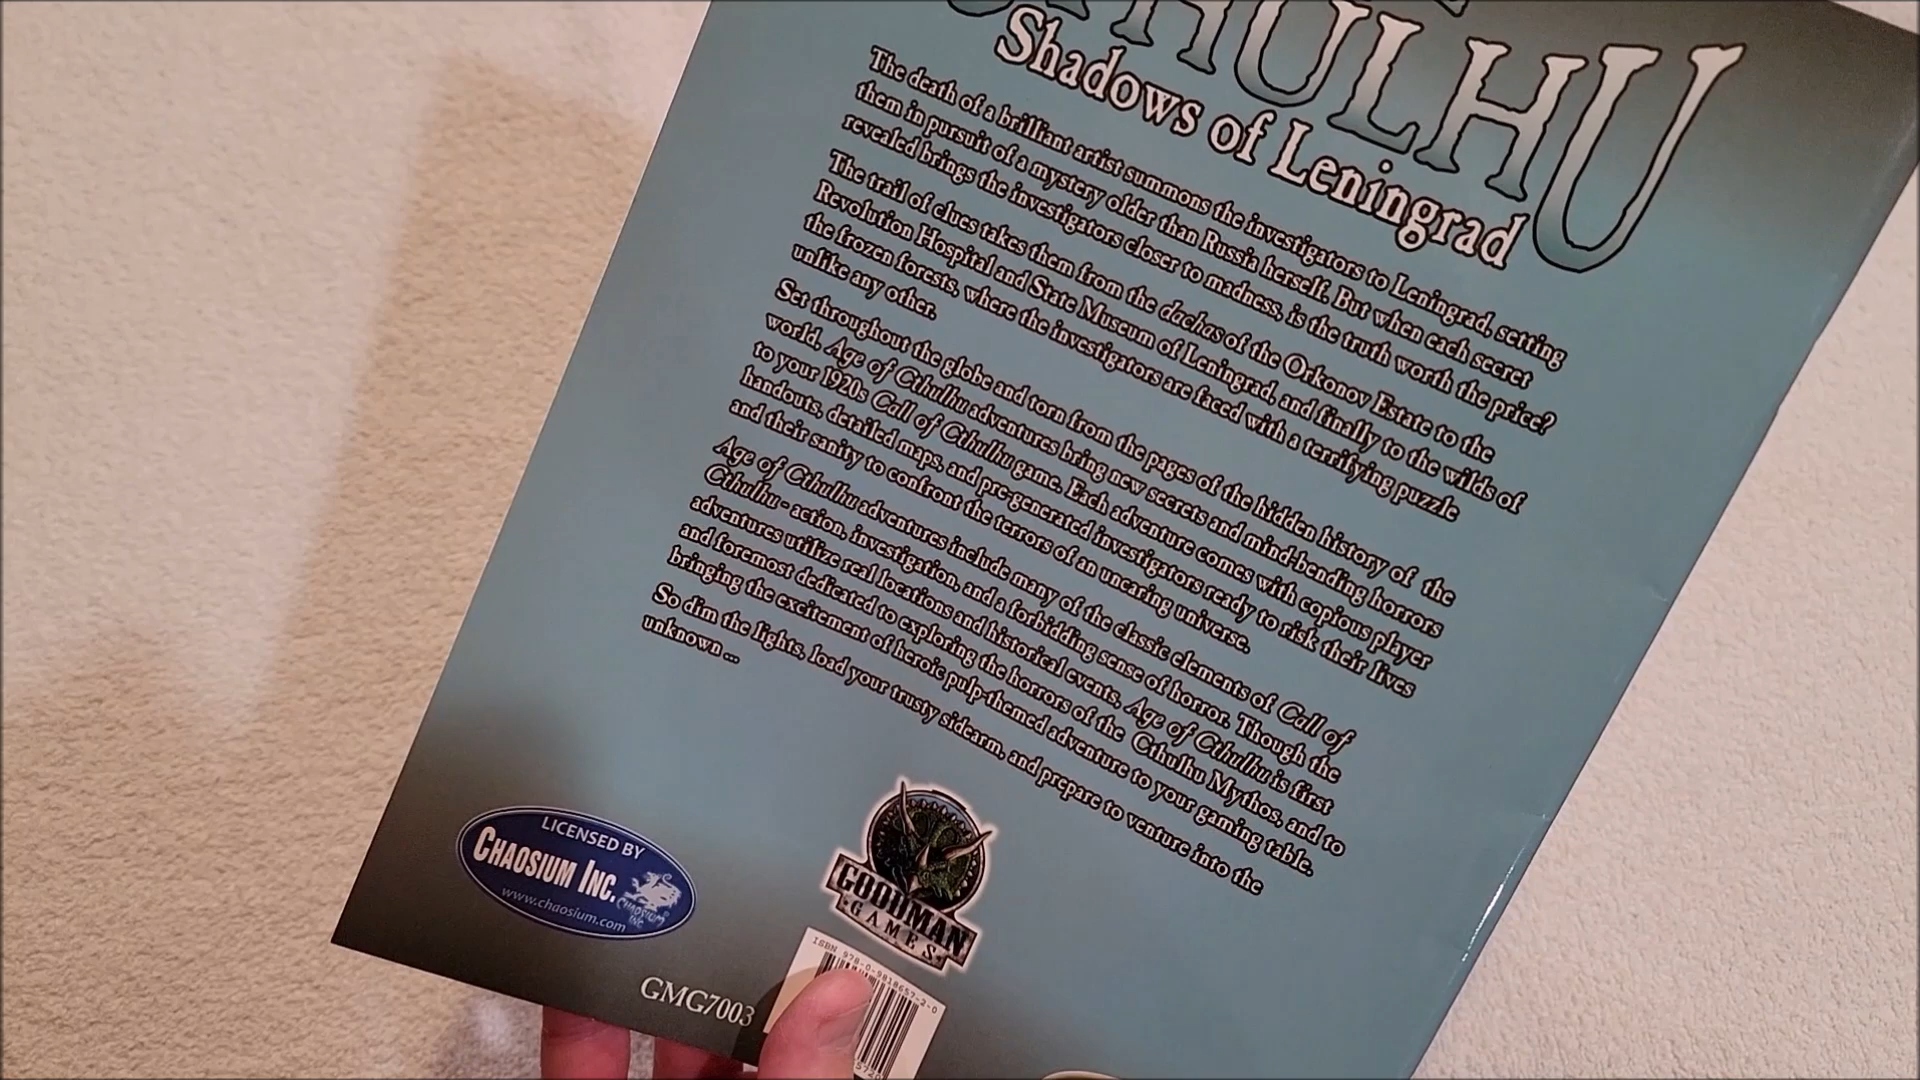 THULHU
Shadows of Leningrad
The death of a brilliant artist summons the investigators to Leningrad, setting
them in pursuit of a mystery older than Russia herself. But when each secret
revealed brings the investigators closer to madness, is the truth worth the price?
The trail of clues takes them from the dachas of the Orkonov Estate to the
Revolution Hospital and State Museum of Leningrad, and finally to the wilds of
the frozen forests, where the investigators are faced with a terrifying puzzle
unlike any other.
Set throughout the globe and torn from the pages of the hidden history of the
world, Age of Cthulhu adventures bring new secrets and mind-bending horrors
to your 1920s Call of Cthulhu game. Each adventure comes with copious player
handouts, detailed maps, and pre-generated investigators ready to risk their lives
and their sanity to confront the terrors of an uncaring universe.
Age of Cthulhu adventures include many of the classic elements of Call of
Cthulhu - action, investigation, and a forbidding sense of horror. Though the
adventures utilize real locations and historical events, Age of Cthulhu is first
and foremost dedicated to exploring the horrors of the Cthulhu Mythos, and to
bringing the excitement of heroic pulp-themed adventure to your gaming table.
So dim the lights, load your trusty sidearm, and prepare to venture into the
unknown ...
LICENSED BY
CHAOSIUM INC.
CHAOSIUM
INC.
www.chaosium.com
GOODMAN
GAMES
ISBN 978-0-9818657-2-0
GMG7003